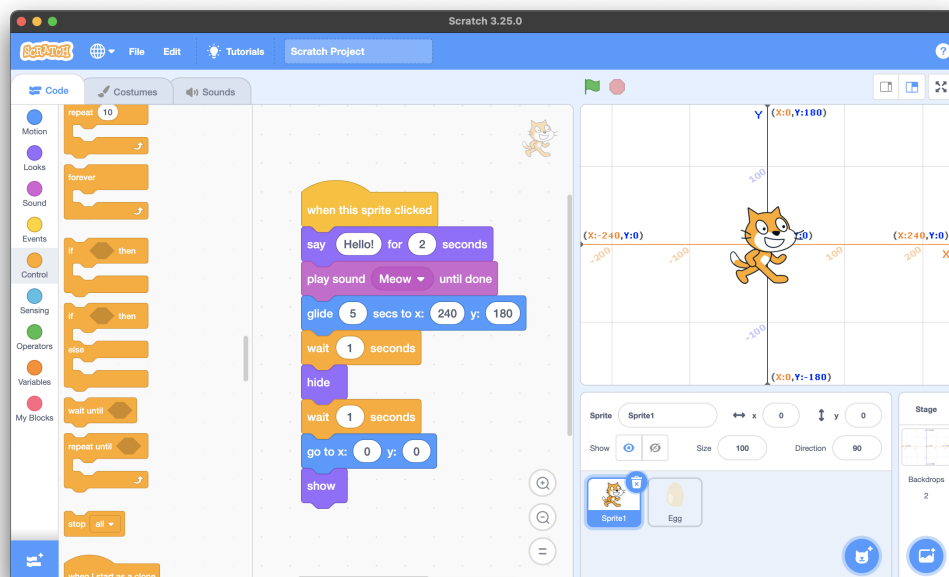 Scratch 3.25.0
SCRATCH File Edit Tutorials Scratch Project ?
Code Costumes Sounds
Motion
Looks
Sound
Events
Control
Sensing
Operators
Variables
My Blocks
repeat 10
forever
if then
if then
else
wait until
repeat until
stop all
when I start as a clone
when this sprite clicked
say Hello! for 2 seconds
play sound Meow until done
glide 5 secs to x: 240 y: 180
wait 1 seconds
hide
wait 1 seconds
go to x: 0 y: 0
show
Y (X:0,Y:180)
100
(X:-240,Y:0) :0) (X:240,Y:0)
-200 -100 100 200 X
-100
(X:0,Y:-180)
Sprite Sprite1 x 0 y 0
Show Size 100 Direction 90
Sprite1 Egg
Stage
Backdrops
2